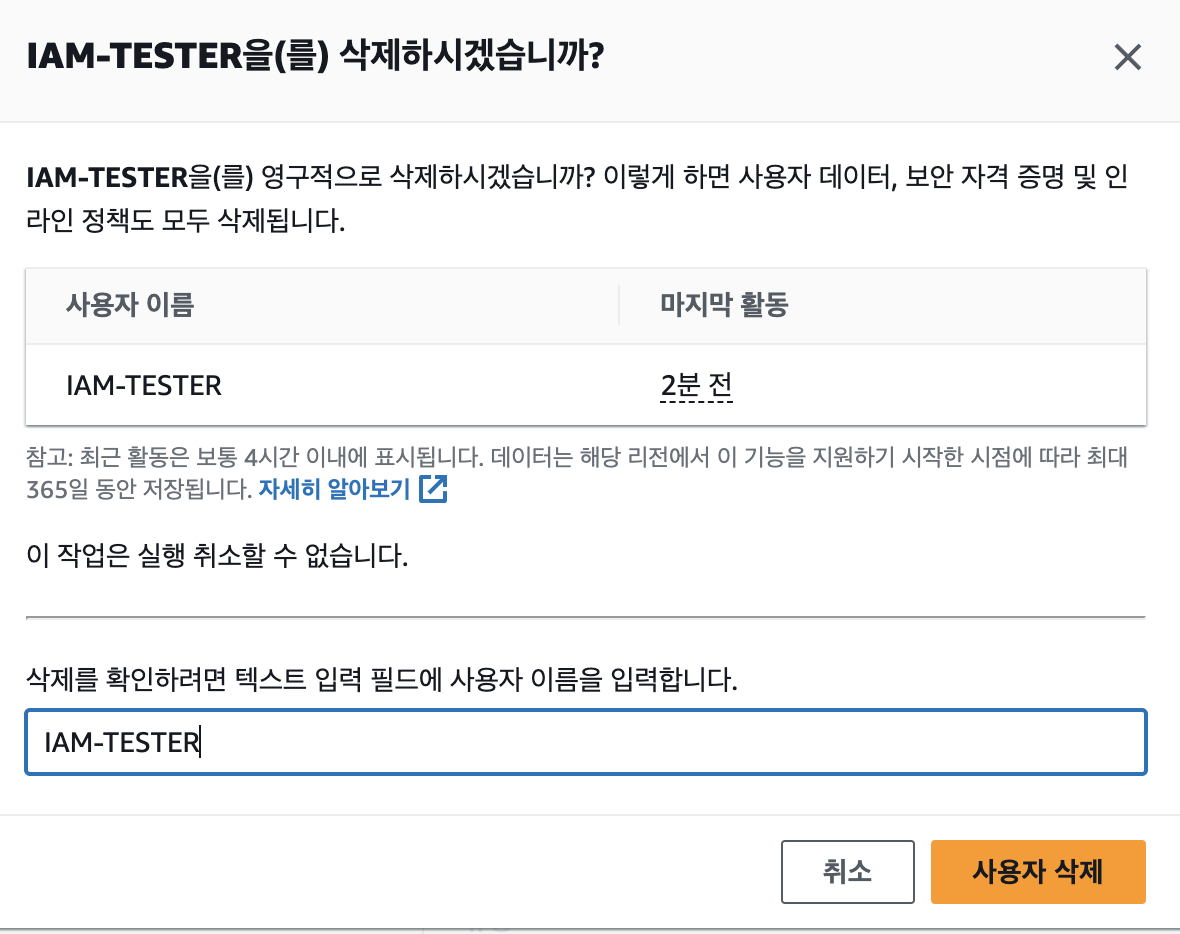 IAM-TESTER을(를) 삭제하시겠습니까?
IAM-TESTER을(를) 영구적으로 삭제하시겠습니까? 이렇게 하면 사용자 데이터, 보안 자격 증명 및 인
라인 정책도 모두 삭제됩니다.
사용자 이름 마지막 활동
IAM-TESTER 2분 전
참고: 최근 활동은 보통 4시간 이내에 표시됩니다. 데이터는 해당 리전에서 이 기능을 지원하기 시작한 시점에 따라 최대
365일 동안 저장됩니다. 자세히 알아보기
이 작업은 실행 취소할 수 없습니다.
삭제를 확인하려면 텍스트 입력 필드에 사용자 이름을 입력합니다.
IAM-TESTER
취소 사용자 삭제